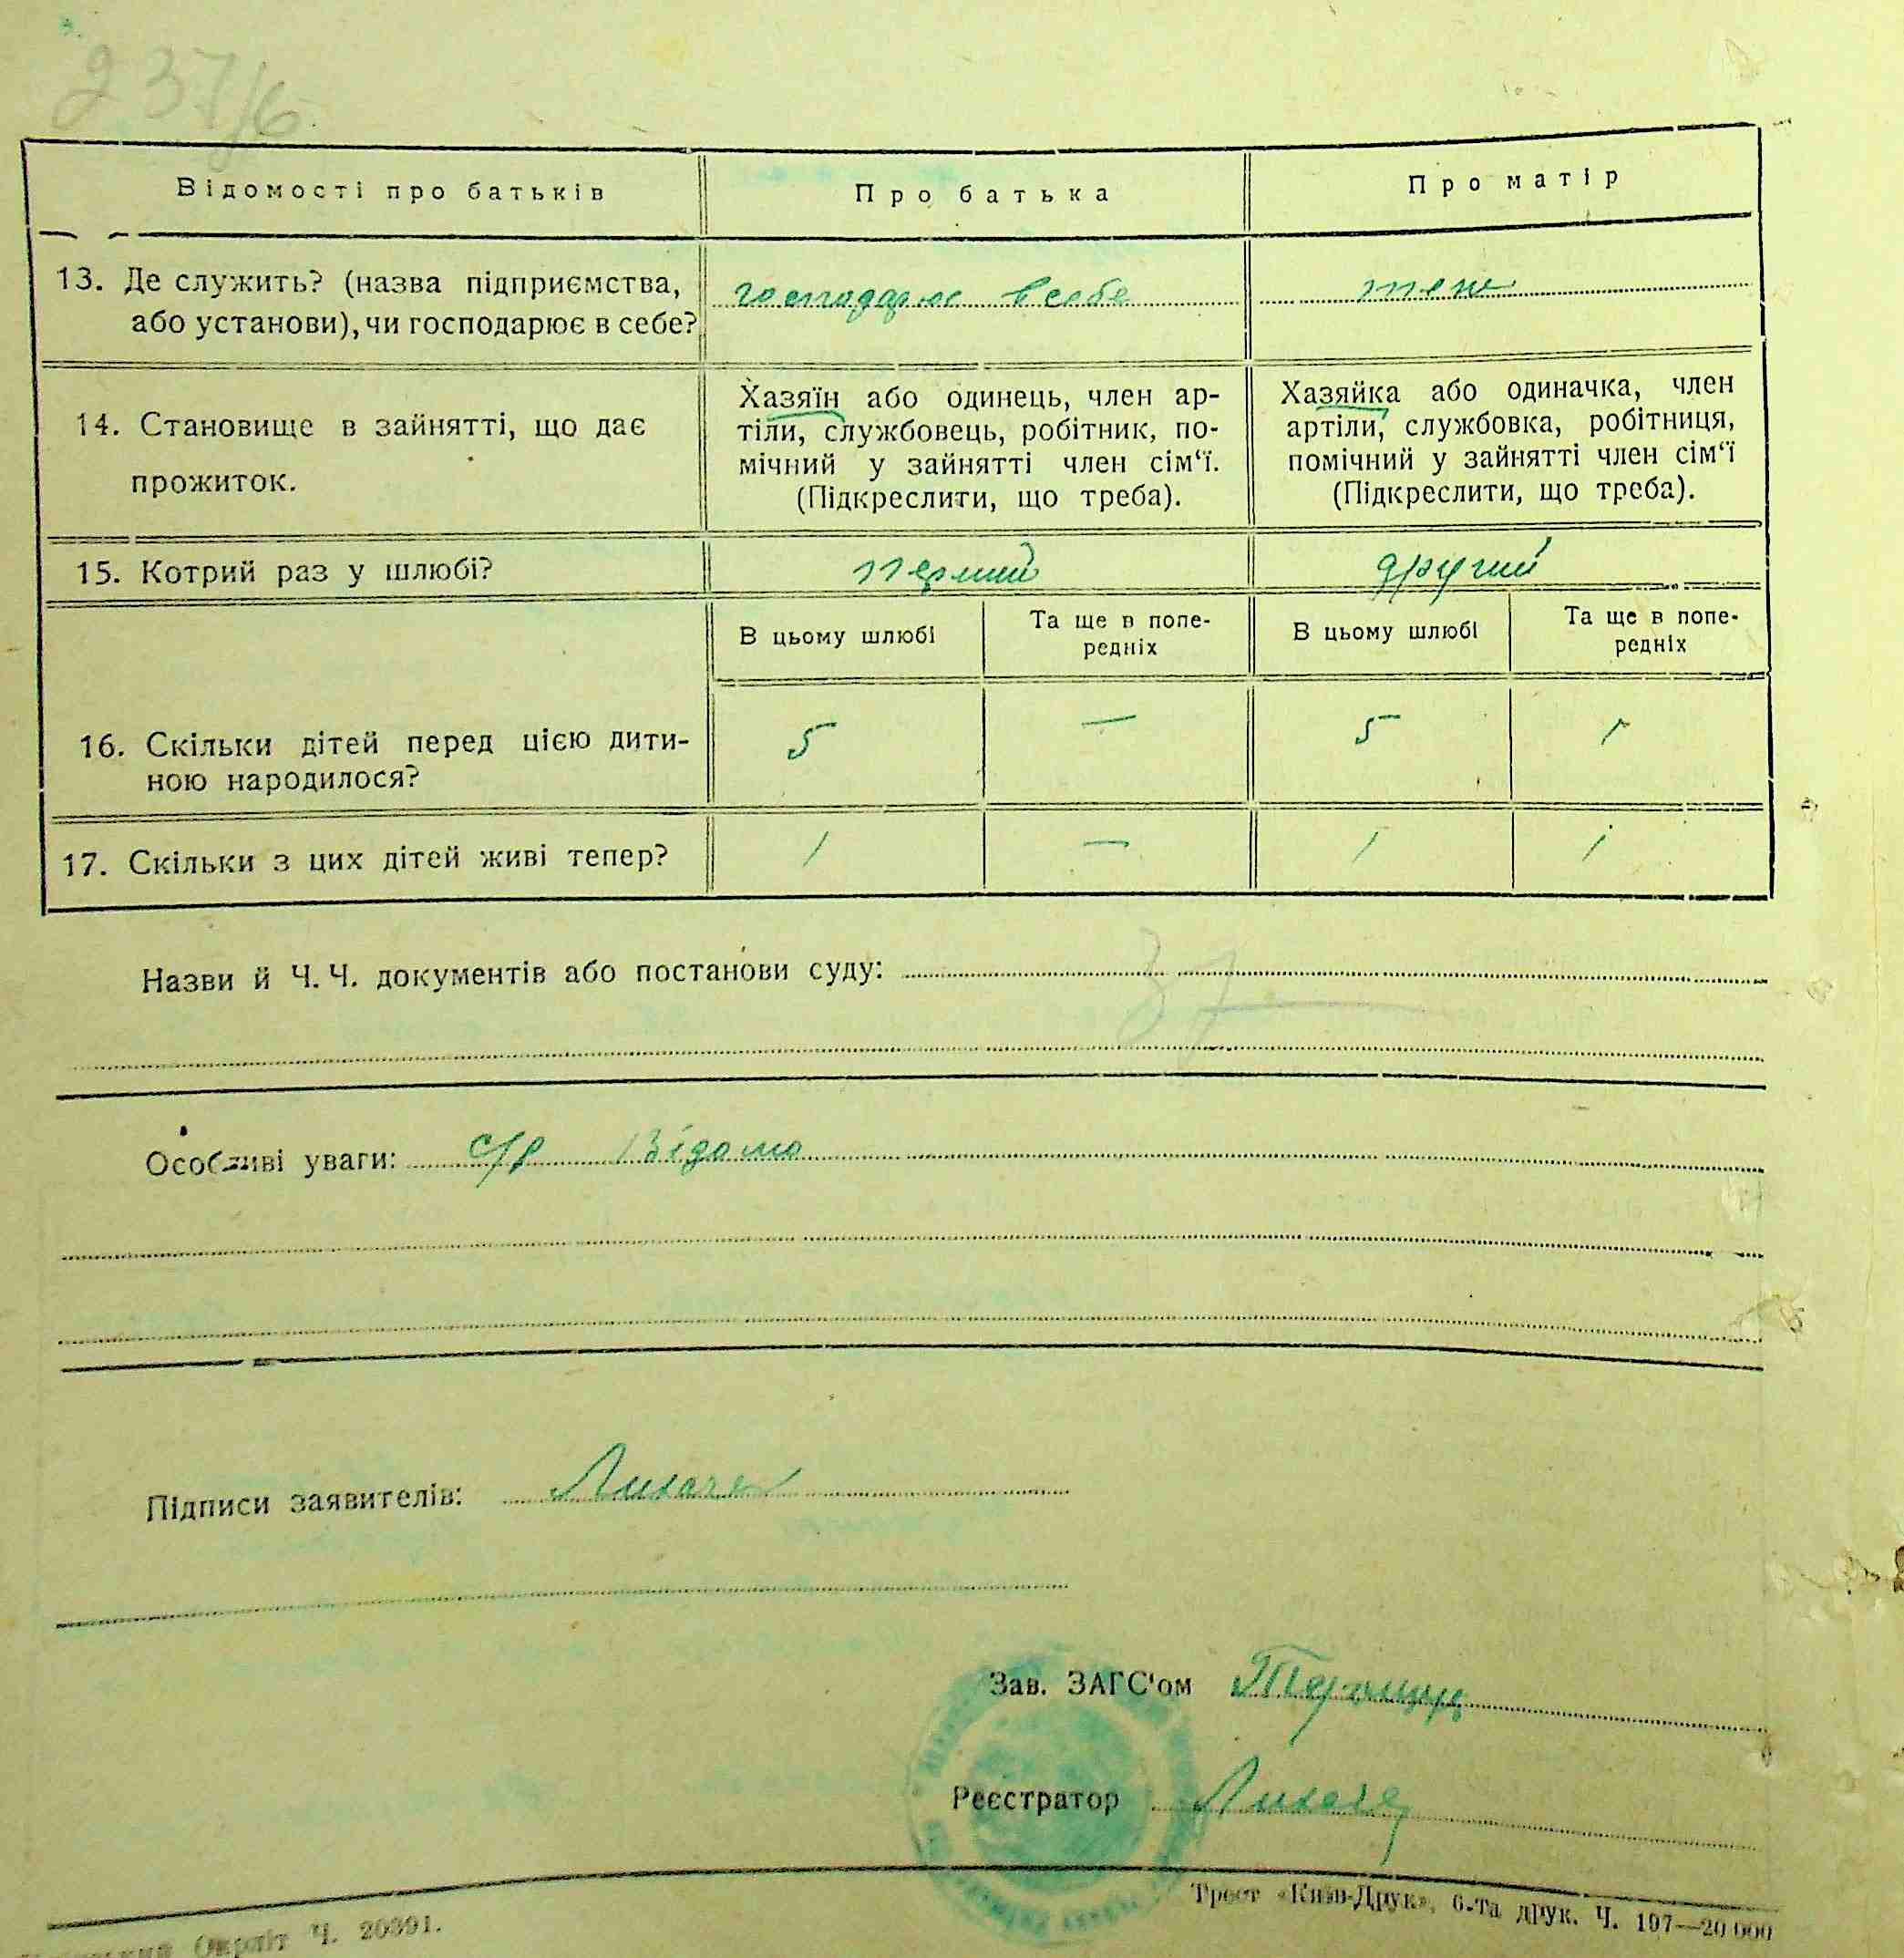 237/6
Відомості про батьків
Про батька
Про матір
13. Де служить? (назва підприємства,
або установи), чи господарює в себе?
господарює в себе
теж
14. Становище в зайнятті, що дає
прожиток.
Хазяїн або одинець, член ар-
тіли, службовець, робітник, по-
мічний у зайнятті член сім‘ї.
(Підкреслити, що треба).
Хазяйка або одиначка, член
артіли, службовка, робітниця,
помічний у зайнятті член сім‘ї
(Підкреслити, що треба).
15. Котрий раз у шлюбі?
перший
другий
В цьому шлюбі
Та ще в попе-
редніх
В цьому шлюбі
Та ще в попе-
редніх
16. Скільки дітей перед цією дити-
ною народилося?
5
—
5
1
17. Скільки з цих дітей живі тепер?
1
—
1
1
Назви й Ч. Ч. документів або постанови суду:
37
Особливі уваги: с/р Відомо
Підписи заявителів:
Зав. ЗАГС'ом
Реєстратор
Трест «Київ-Друк», 6-та друк. Ч. 197—20 000
Окрліт Ч. 20391.